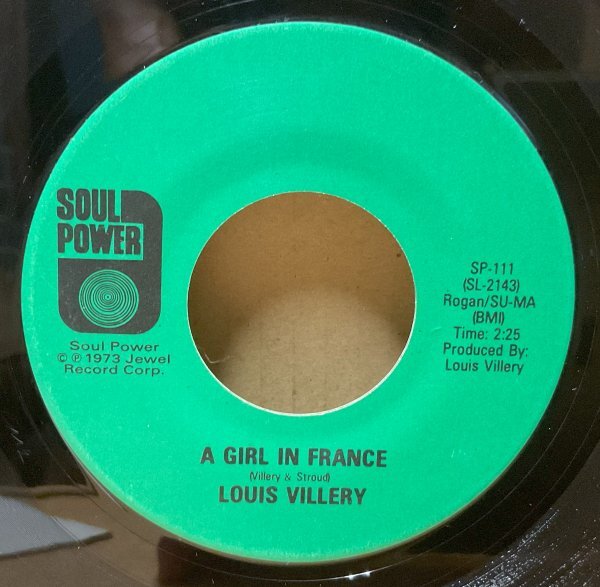 SOUL
POWER
Soul Power
© ℗ 1973 Jewel
Record Corp.
SP-111
(SL-2143)
Rogan/SU-MA
(BMI)
Time: 2:25
Produced By:
Louis Villery
A GIRL IN FRANCE
(Villery & Stroud)
LOUIS VILLERY